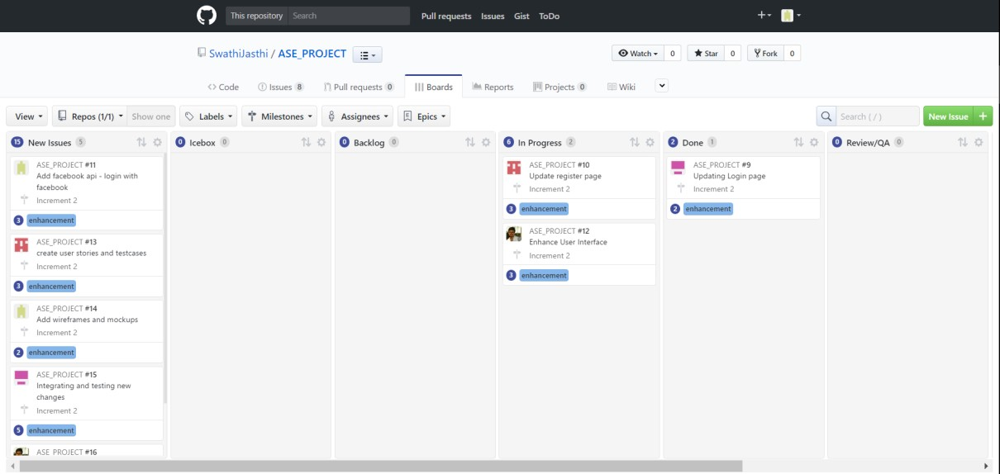 This repository Search Pull requests Issues Gist ToDo
SwathiJasthi / ASE_PROJECT
Watch 0 Star 0 Fork 0
Code Issues 8 Pull requests 0 Boards Reports Projects 0 Wiki
View Repos (1/1) Show one Labels Milestones Assignees Epics Search ( / ) New Issue +
15 New Issues 5
ASE_PROJECT #11
Add facebook api - login with
facebook
Increment 2
3 enhancement
ASE_PROJECT #13
create user stories and testcases
Increment 2
3 enhancement
ASE_PROJECT #14
Add wireframes and mockups
Increment 2
2 enhancement
ASE_PROJECT #15
Integrating and testing new
changes
Increment 2
5 enhancement
ASE_PROJECT #16
0 Icebox 0
0 Backlog 0
6 In Progress 2
ASE_PROJECT #10
Update register page
Increment 2
3 enhancement
ASE_PROJECT #12
Enhance User Interface
Increment 2
3 enhancement
2 Done 1
ASE_PROJECT #9
Updating Login page
Increment 2
2 enhancement
0 Review/QA 0